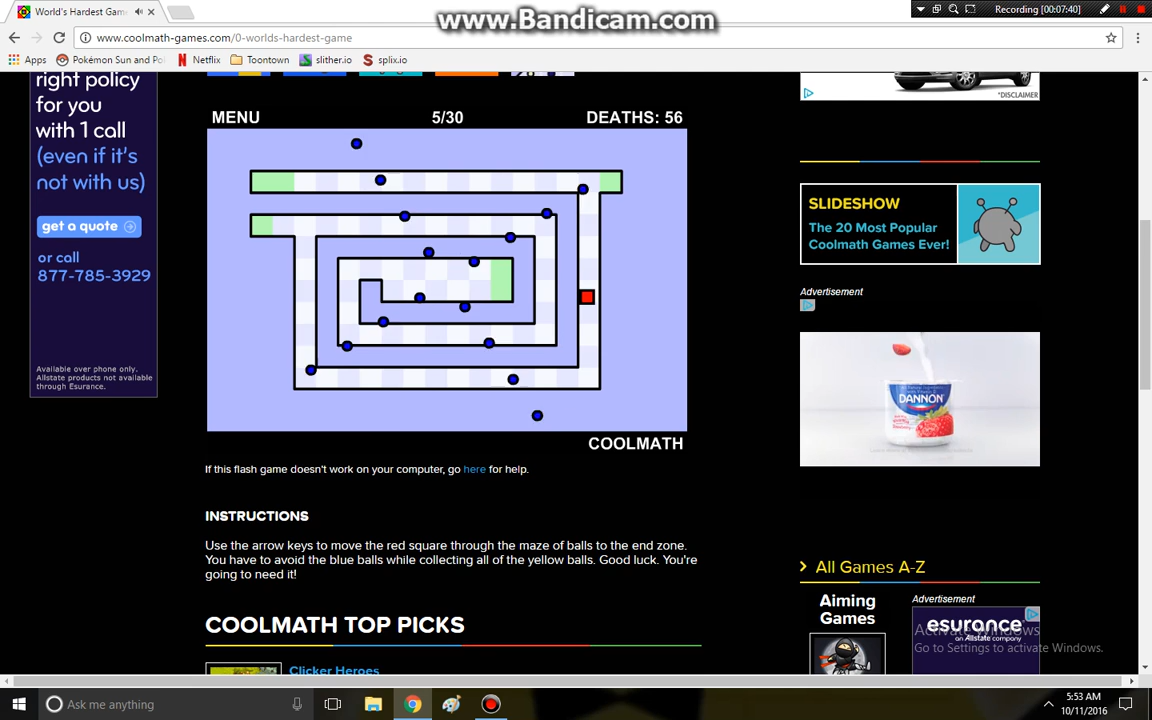 www.Bandicam.com
World's Hardest Gam
Recording [00:07:40]
www.coolmath-games.com/0-worlds-hardest-game
Apps
Pokémon Sun and Po
Netflix
Toontown
slither.io
splix.io
right policy
for you
with 1 call
(even if it's
not with us)
get a quote
or call
877-785-3929
Available over phone only.
Allstate products not available
through Esurance.
MENU 5/30 DEATHS: 56
COOLMATH
If this flash game doesn't work on your computer, go here for help.
INSTRUCTIONS
Use the arrow keys to move the red square through the maze of balls to the end zone.
You have to avoid the blue balls while collecting all of the yellow balls. Good luck. You're
going to need it!
COOLMATH TOP PICKS
Clicker Heroes
*DISCLAIMER
SLIDESHOW
The 20 Most Popular
Coolmath Games Ever!
Advertisement
DANNON
All Games A-Z
Aiming
Games
Advertisement
esurance
an Allstate company
Activate Windows
Go to Settings to activate Windows.
Ask me anything
5:53 AM
10/11/2016